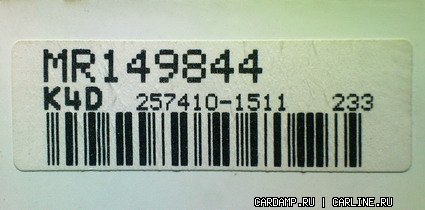 MR149844
K4D 257410-1511 233
CARDAMP.RU | CARLINE.RU